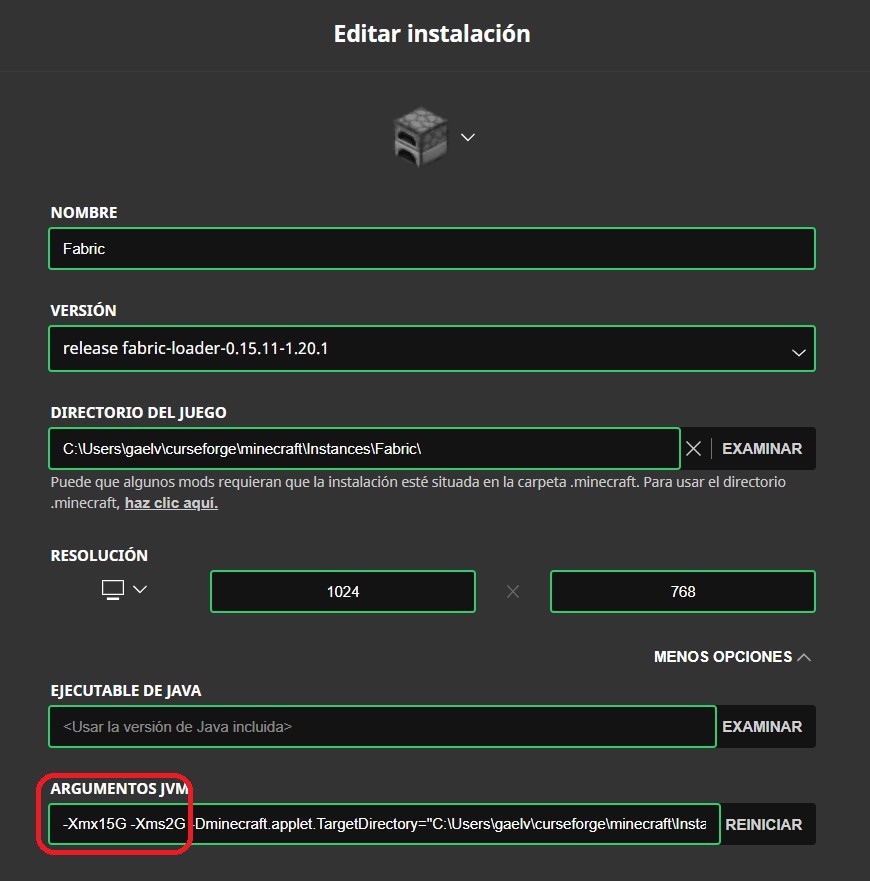 Editar instalación
NOMBRE
Fabric
VERSIÓN
release fabric-loader-0.15.11-1.20.1
DIRECTORIO DEL JUEGO
C:\Users\gaelv\curseforge\minecraft\Instances\Fabric\
EXAMINAR
Puede que algunos mods requieran que la instalación esté situada en la carpeta .minecraft. Para usar el directorio
.minecraft, haz clic aquí.
RESOLUCIÓN
1024
768
MENOS OPCIONES
EJECUTABLE DE JAVA
<Usar la versión de Java incluida>
EXAMINAR
ARGUMENTOS JVM
-Xmx15G -Xms2G -Dminecraft.applet.TargetDirectory="C:\Users\gaelv\curseforge\minecraft\Insta
REINICIAR